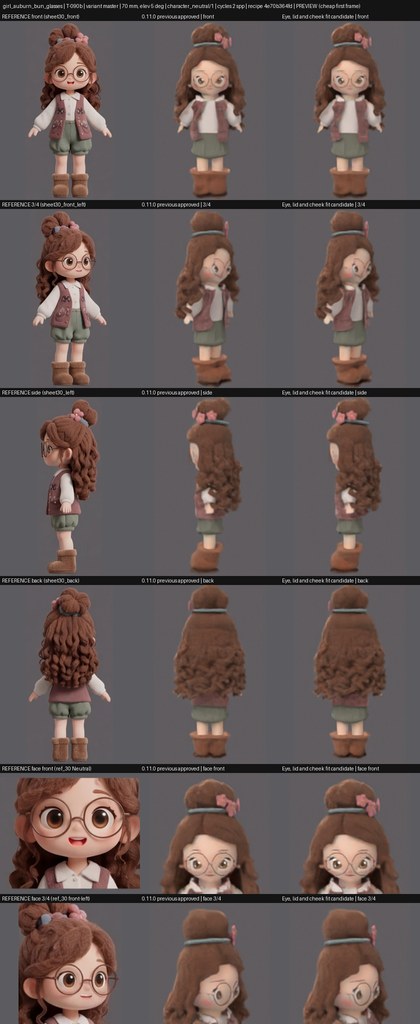 girl_auburn_bun_glasses | T-090b | variant master | 70 mm, elev 5 deg | character_neutral/1 | cycles 2 spp | recipe 4e70b364fd | PREVIEW (cheap first frame)
REFERENCE (sheet30_front) 0.11.0 previous approved | front Eye, lid and cheek fit candidate | front
REFERENCE 3/4 (sheet30_front_left) 0.11.0 previous approved | 3/4 Eye, lid and cheek fit candidate | 3/4
REFERENCE side (sheet30_left) 0.11.0 previous approved | side Eye, lid and cheek fit candidate | side
REFERENCE back (sheet30_back) 0.11.0 previous approved | back Eye, lid and cheek fit candidate | back
REFERENCE face front (ref_30 Neutral) 0.11.0 previous approved | face front Eye, lid and cheek fit candidate | face front
REFERENCE face 3/4 (ref_30 front-left) 0.11.0 previous approved | face 3/4 Eye, lid and cheek fit candidate | face 3/4